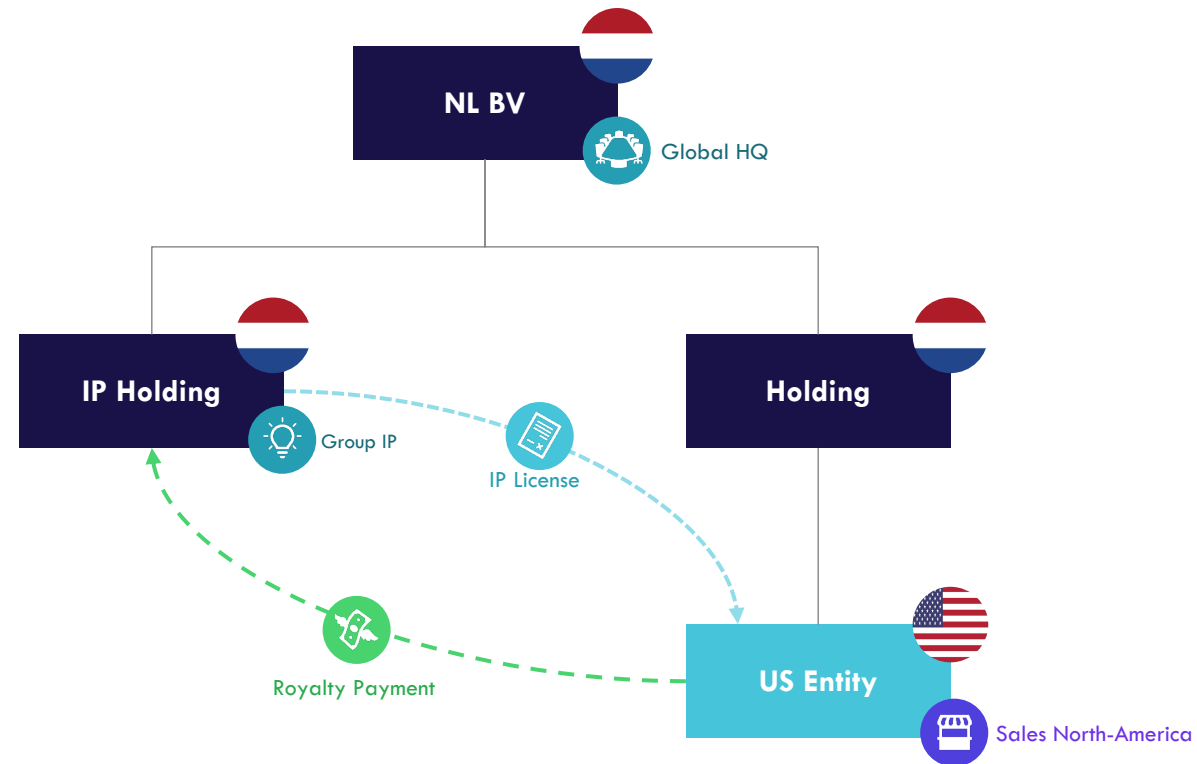 NL BV
Global HQ
IP Holding
Holding
Group IP
IP License
US Entity
Royalty Payment
Sales North-America